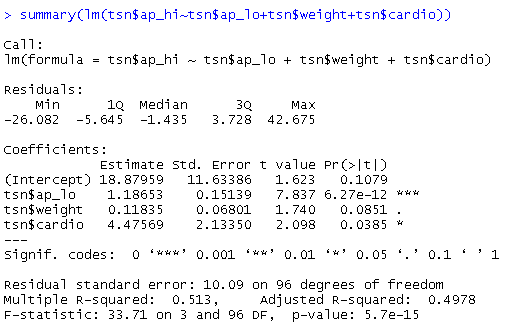 > summary(lm(tsn$ap_hi~tsn$ap_lo+tsn$weight+tsn$cardio))
Call:
lm(formula = tsn$ap_hi ~ tsn$ap_lo + tsn$weight + tsn$cardio)
Residuals:
    Min      1Q  Median      3Q     Max
-26.082  -5.645  -1.435   3.728  42.675
Coefficients:
            Estimate Std. Error t value Pr(>|t|)
(Intercept) 18.87959   11.63386   1.623   0.1079
tsn$ap_lo    1.18653    0.15139   7.837 6.27e-12 ***
tsn$weight   0.11835    0.06801   1.740   0.0851 .
tsn$cardio   4.47569    2.13350   2.098   0.0385 *
---
Signif. codes:  0 ‘***’ 0.001 ‘**’ 0.01 ‘*’ 0.05 ‘.’ 0.1 ‘ ’ 1
Residual standard error: 10.09 on 96 degrees of freedom
Multiple R-squared:  0.513,     Adjusted R-squared:  0.4978
F-statistic: 33.71 on 3 and 96 DF,  p-value: 5.7e-15